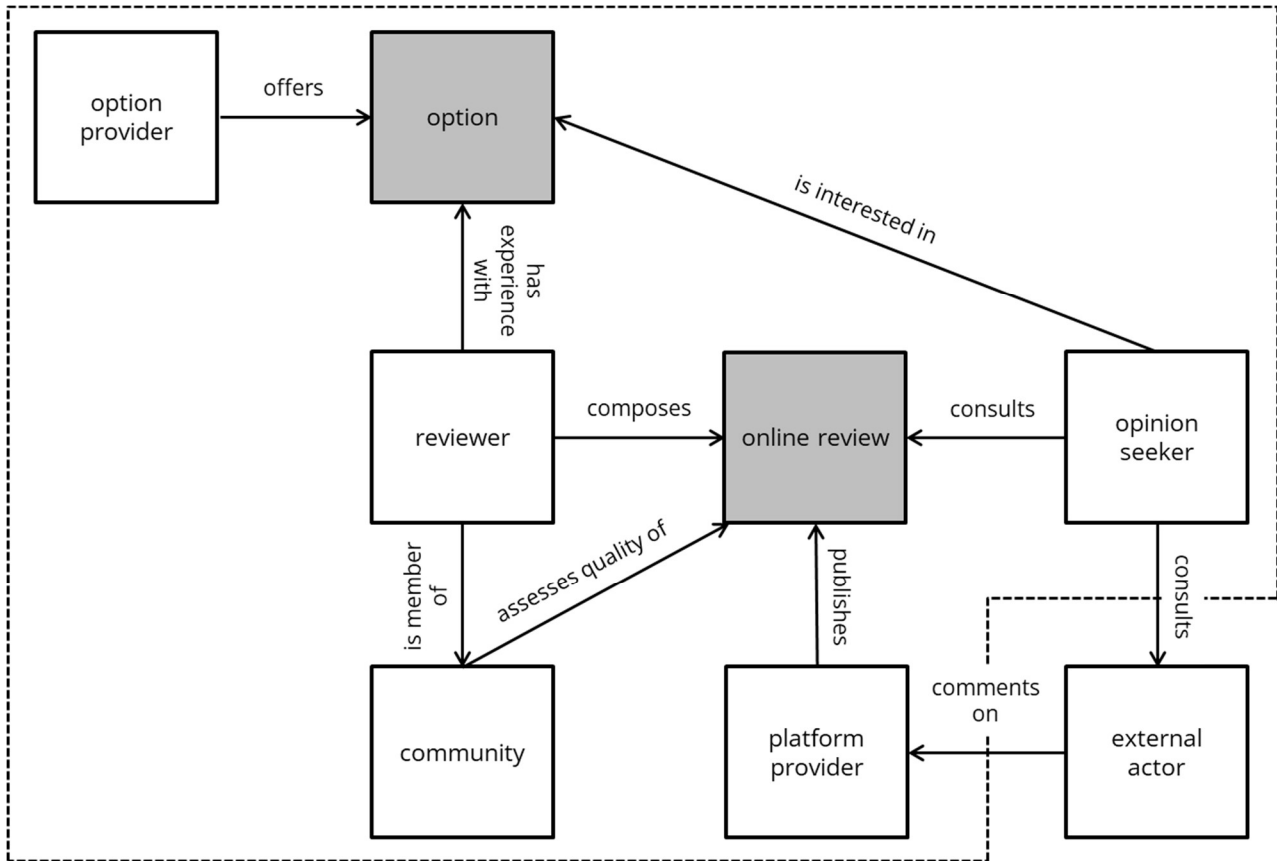 offers
option
provider
option
is interested in
has
experience
with
composes
consults
reviewer
online review
opinion
seeker
is member
of
assesses quality of
publishes
consults
comments
on
community
platform
provider
external
actor